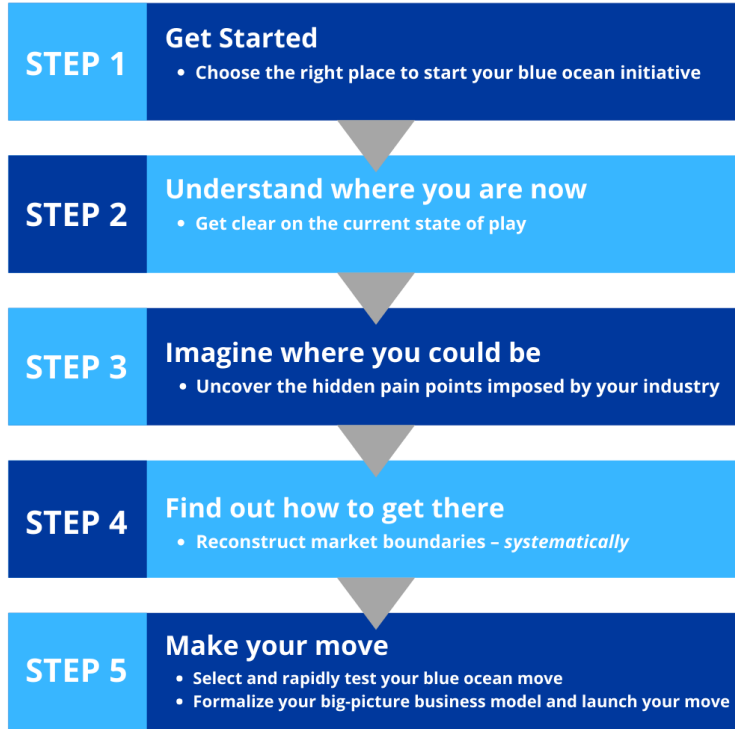 STEP 1
Get Started
• Choose the right place to start your blue ocean initiative
STEP 2
Understand where you are now
• Get clear on the current state of play
STEP 3
Imagine where you could be
• Uncover the hidden pain points imposed by your industry
STEP 4
Find out how to get there
• Reconstruct market boundaries – systematically
STEP 5
Make your move
• Select and rapidly test your blue ocean move
• Formalize your big-picture business model and launch your move